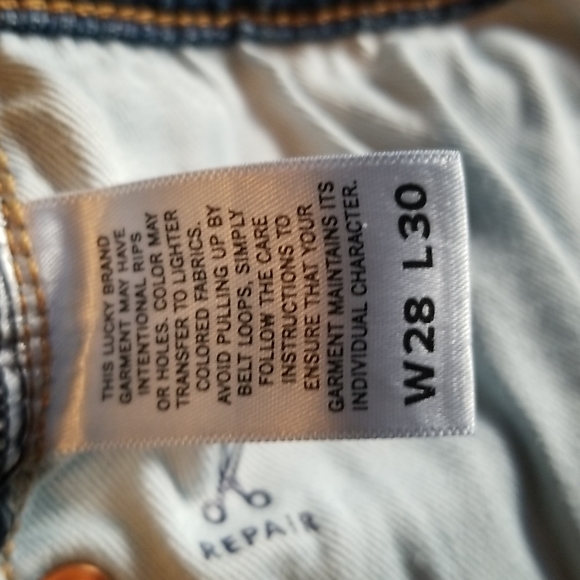 THIS LUCKY BRAND
GARMENT MAY HAVE
INTENTIONAL RIPS
OR HOLES. COLOR MAY
TRANSFER TO LIGHTER
COLORED FABRICS.
AVOID PULLING UP BY
BELT LOOPS, SIMPLY
FOLLOW THE CARE
INSTRUCTIONS TO
ENSURE THAT YOUR
GARMENT MAINTAINS ITS
INDIVIDUAL CHARACTER.
W28 L30
REPAIR